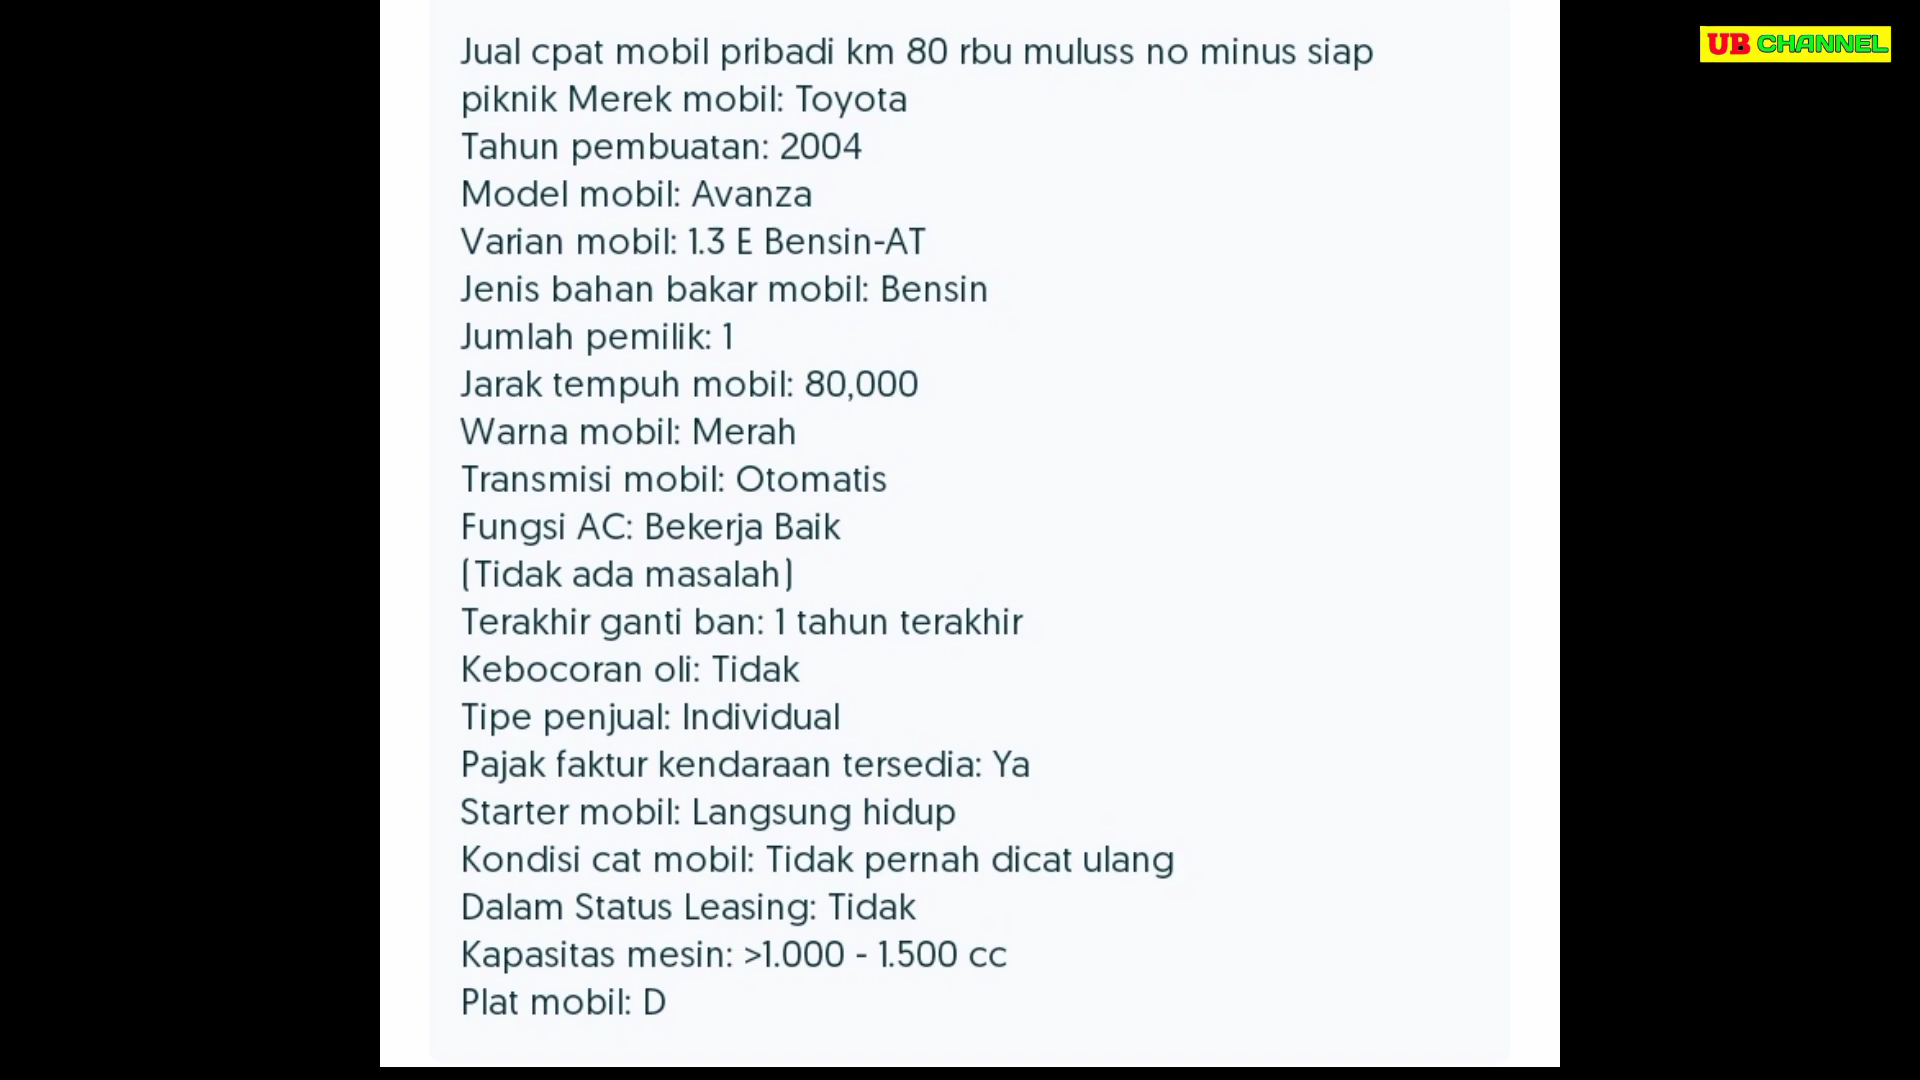 Jual cpat mobil pribadi km 80 rbu muluss no minus siap
piknik Merek mobil: Toyota
Tahun pembuatan: 2004
Model mobil: Avanza
Varian mobil: 1.3 E Bensin-AT
Jenis bahan bakar mobil: Bensin
Jumlah pemilik: 1
Jarak tempuh mobil: 80,000
Warna mobil: Merah
Transmisi mobil: Otomatis
Fungsi AC: Bekerja Baik
(Tidak ada masalah)
Terakhir ganti ban: 1 tahun terakhir
Kebocoran oli: Tidak
Tipe penjual: Individual
Pajak faktur kendaraan tersedia: Ya
Starter mobil: Langsung hidup
Kondisi cat mobil: Tidak pernah dicat ulang
Dalam Status Leasing: Tidak
Kapasitas mesin: >1.000 - 1.500 cc
Plat mobil: D
UB CHANNEL